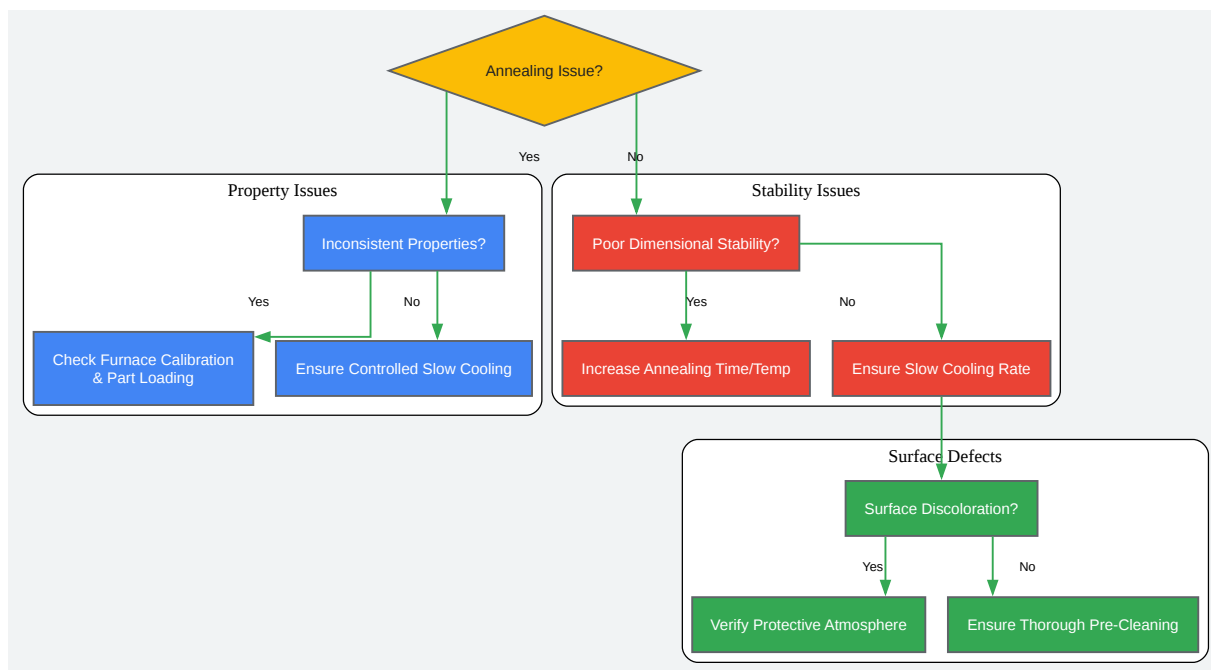 Annealing Issue?
Yes
No
Property Issues
Stability Issues
Inconsistent Properties?
Poor Dimensional Stability?
Yes
No
Yes
No
Check Furnace Calibration
& Part Loading
Ensure Controlled Slow Cooling
Increase Annealing Time/Temp
Ensure Slow Cooling Rate
Surface Defects
Surface Discoloration?
Yes
No
Verify Protective Atmosphere
Ensure Thorough Pre-Cleaning